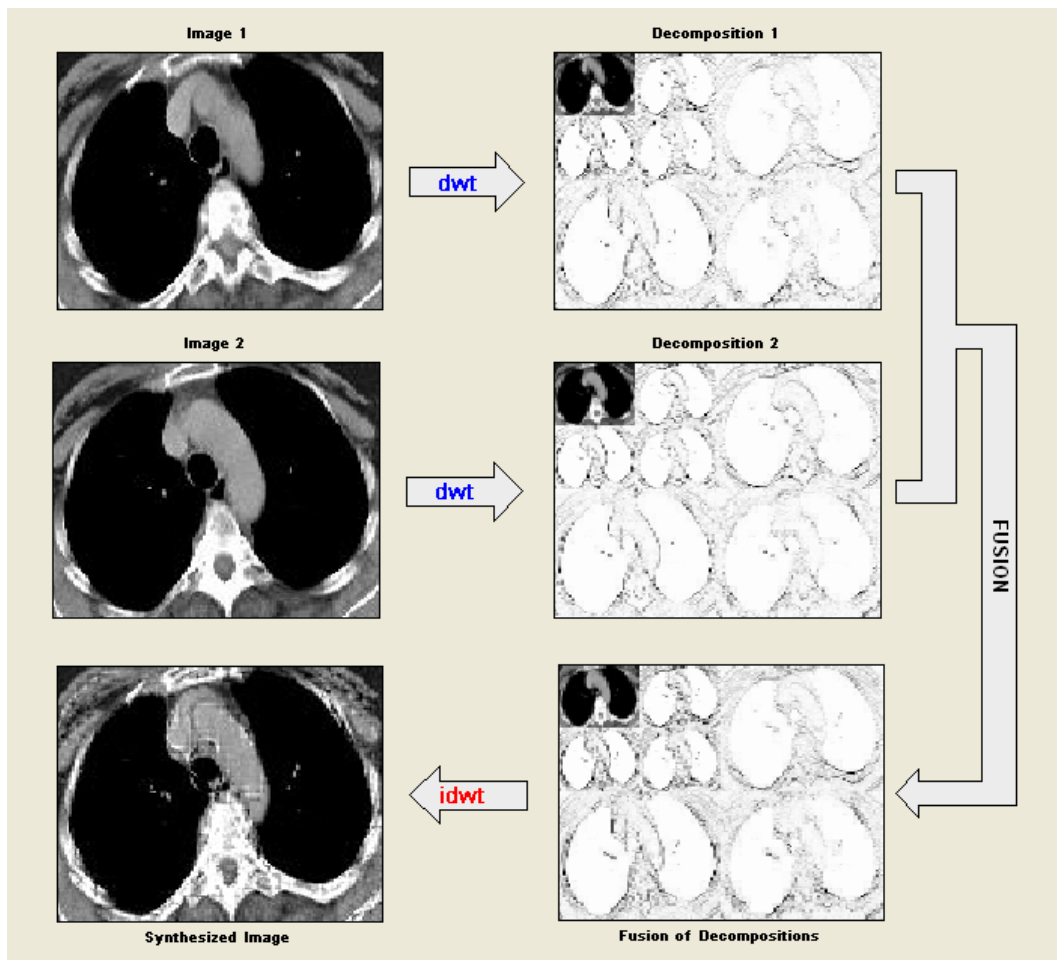 Image 1
Decomposition 1
dwt
Image 2
Decomposition 2
dwt
FUSION
idwt
Synthesized Image
Fusion of Decompositions